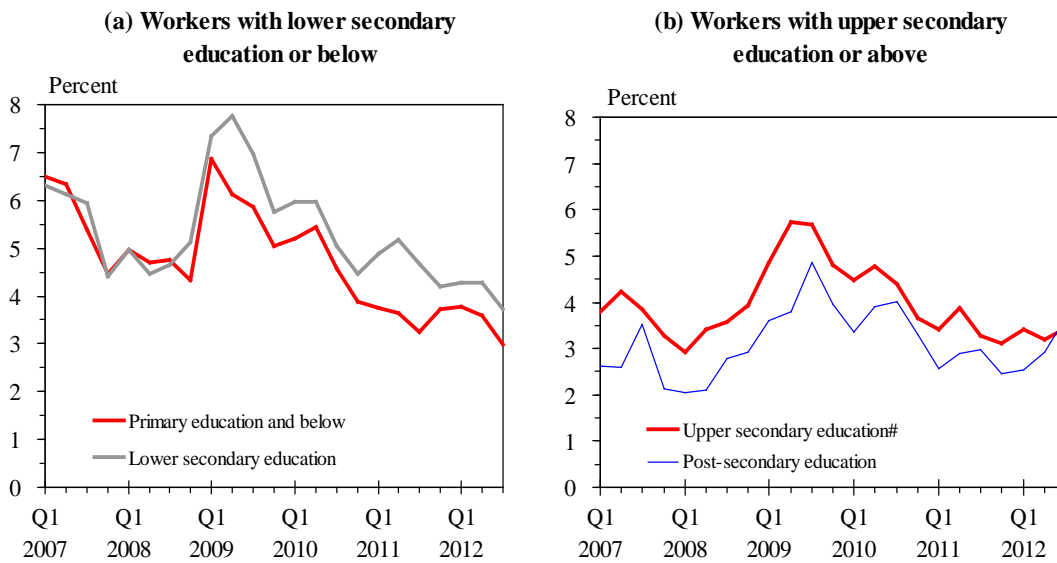 (a) Workers with lower secondary
education or below
Percent
8
7
6
5
4
3
2
1
0
Primary education and below
Lower secondary education
Q1 Q1 Q1 Q1 Q1 Q1
2007 2008 2009 2010 2011 2012
(b) Workers with upper secondary
education or above
Percent
8
7
6
5
4
3
2
1
0
Upper secondary education#
Post-secondary education
Q1 Q1 Q1 Q1 Q1 Q1
2007 2008 2009 2010 2011 2012